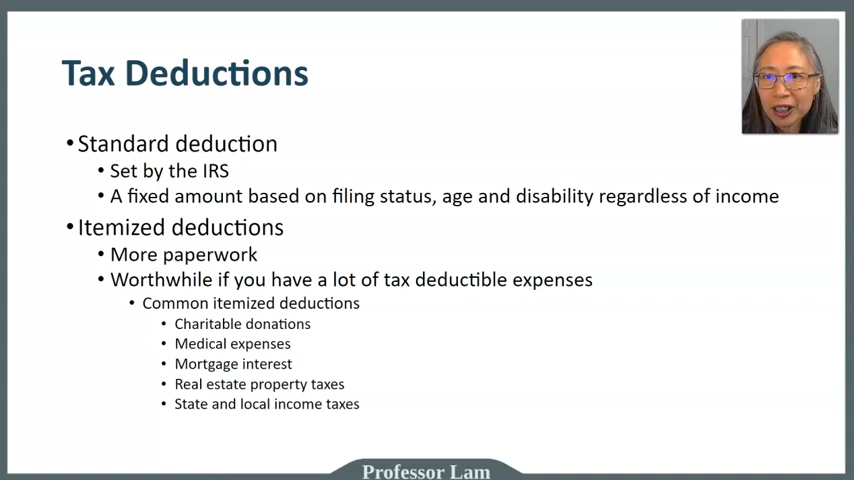 Tax Deductions
•Standard deduction
• Set by the IRS
• A fixed amount based on filing status, age and disability regardless of income
•Itemized deductions
• More paperwork
• Worthwhile if you have a lot of tax deductible expenses
• Common itemized deductions
• Charitable donations
• Medical expenses
• Mortgage interest
• Real estate property taxes
• State and local income taxes
Professor Lam